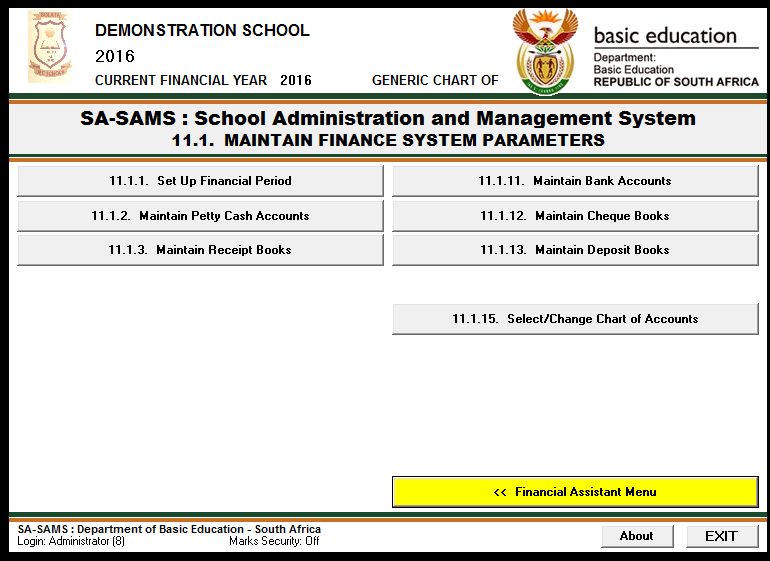 DEMONSTRATION SCHOOL
2016
CURRENT FINANCIAL YEAR 2016 GENERIC CHART OF
basic education
Department:
Basic Education
REPUBLIC OF SOUTH AFRICA
SA-SAMS : School Administration and Management System
11.1. MAINTAIN FINANCE SYSTEM PARAMETERS
11.1.1. Set Up Financial Period
11.1.11. Maintain Bank Accounts
11.1.2. Maintain Petty Cash Accounts
11.1.12. Maintain Cheque Books
11.1.3. Maintain Receipt Books
11.1.13. Maintain Deposit Books
11.1.15. Select/Change Chart of Accounts
<< Financial Assistant Menu
SA-SAMS : Department of Basic Education - South Africa
Login: Administrator (8) Marks Security: Off
About
EXIT